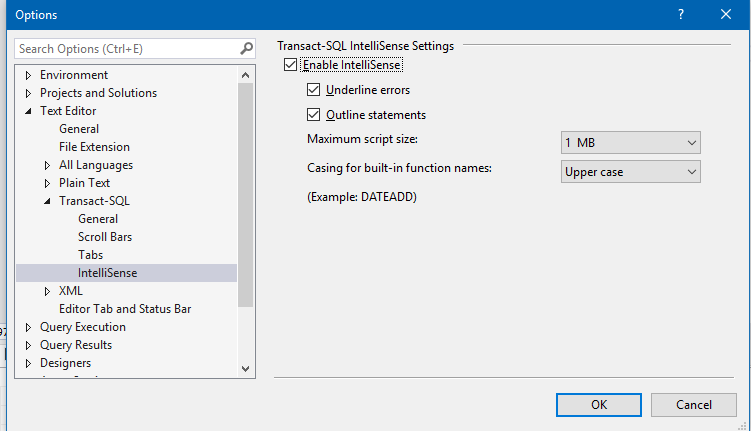 Options
?
Search Options (Ctrl+E)
Environment
Projects and Solutions
Text Editor
General
File Extension
All Languages
Plain Text
Transact-SQL
General
Scroll Bars
Tabs
IntelliSense
XML
Editor Tab and Status Bar
Query Execution
Query Results
Designers
Transact-SQL IntelliSense Settings
Enable IntelliSense
Underline errors
Outline statements
Maximum script size:
1 MB
Casing for built-in function names:
Upper case
(Example: DATEADD)
OK
Cancel